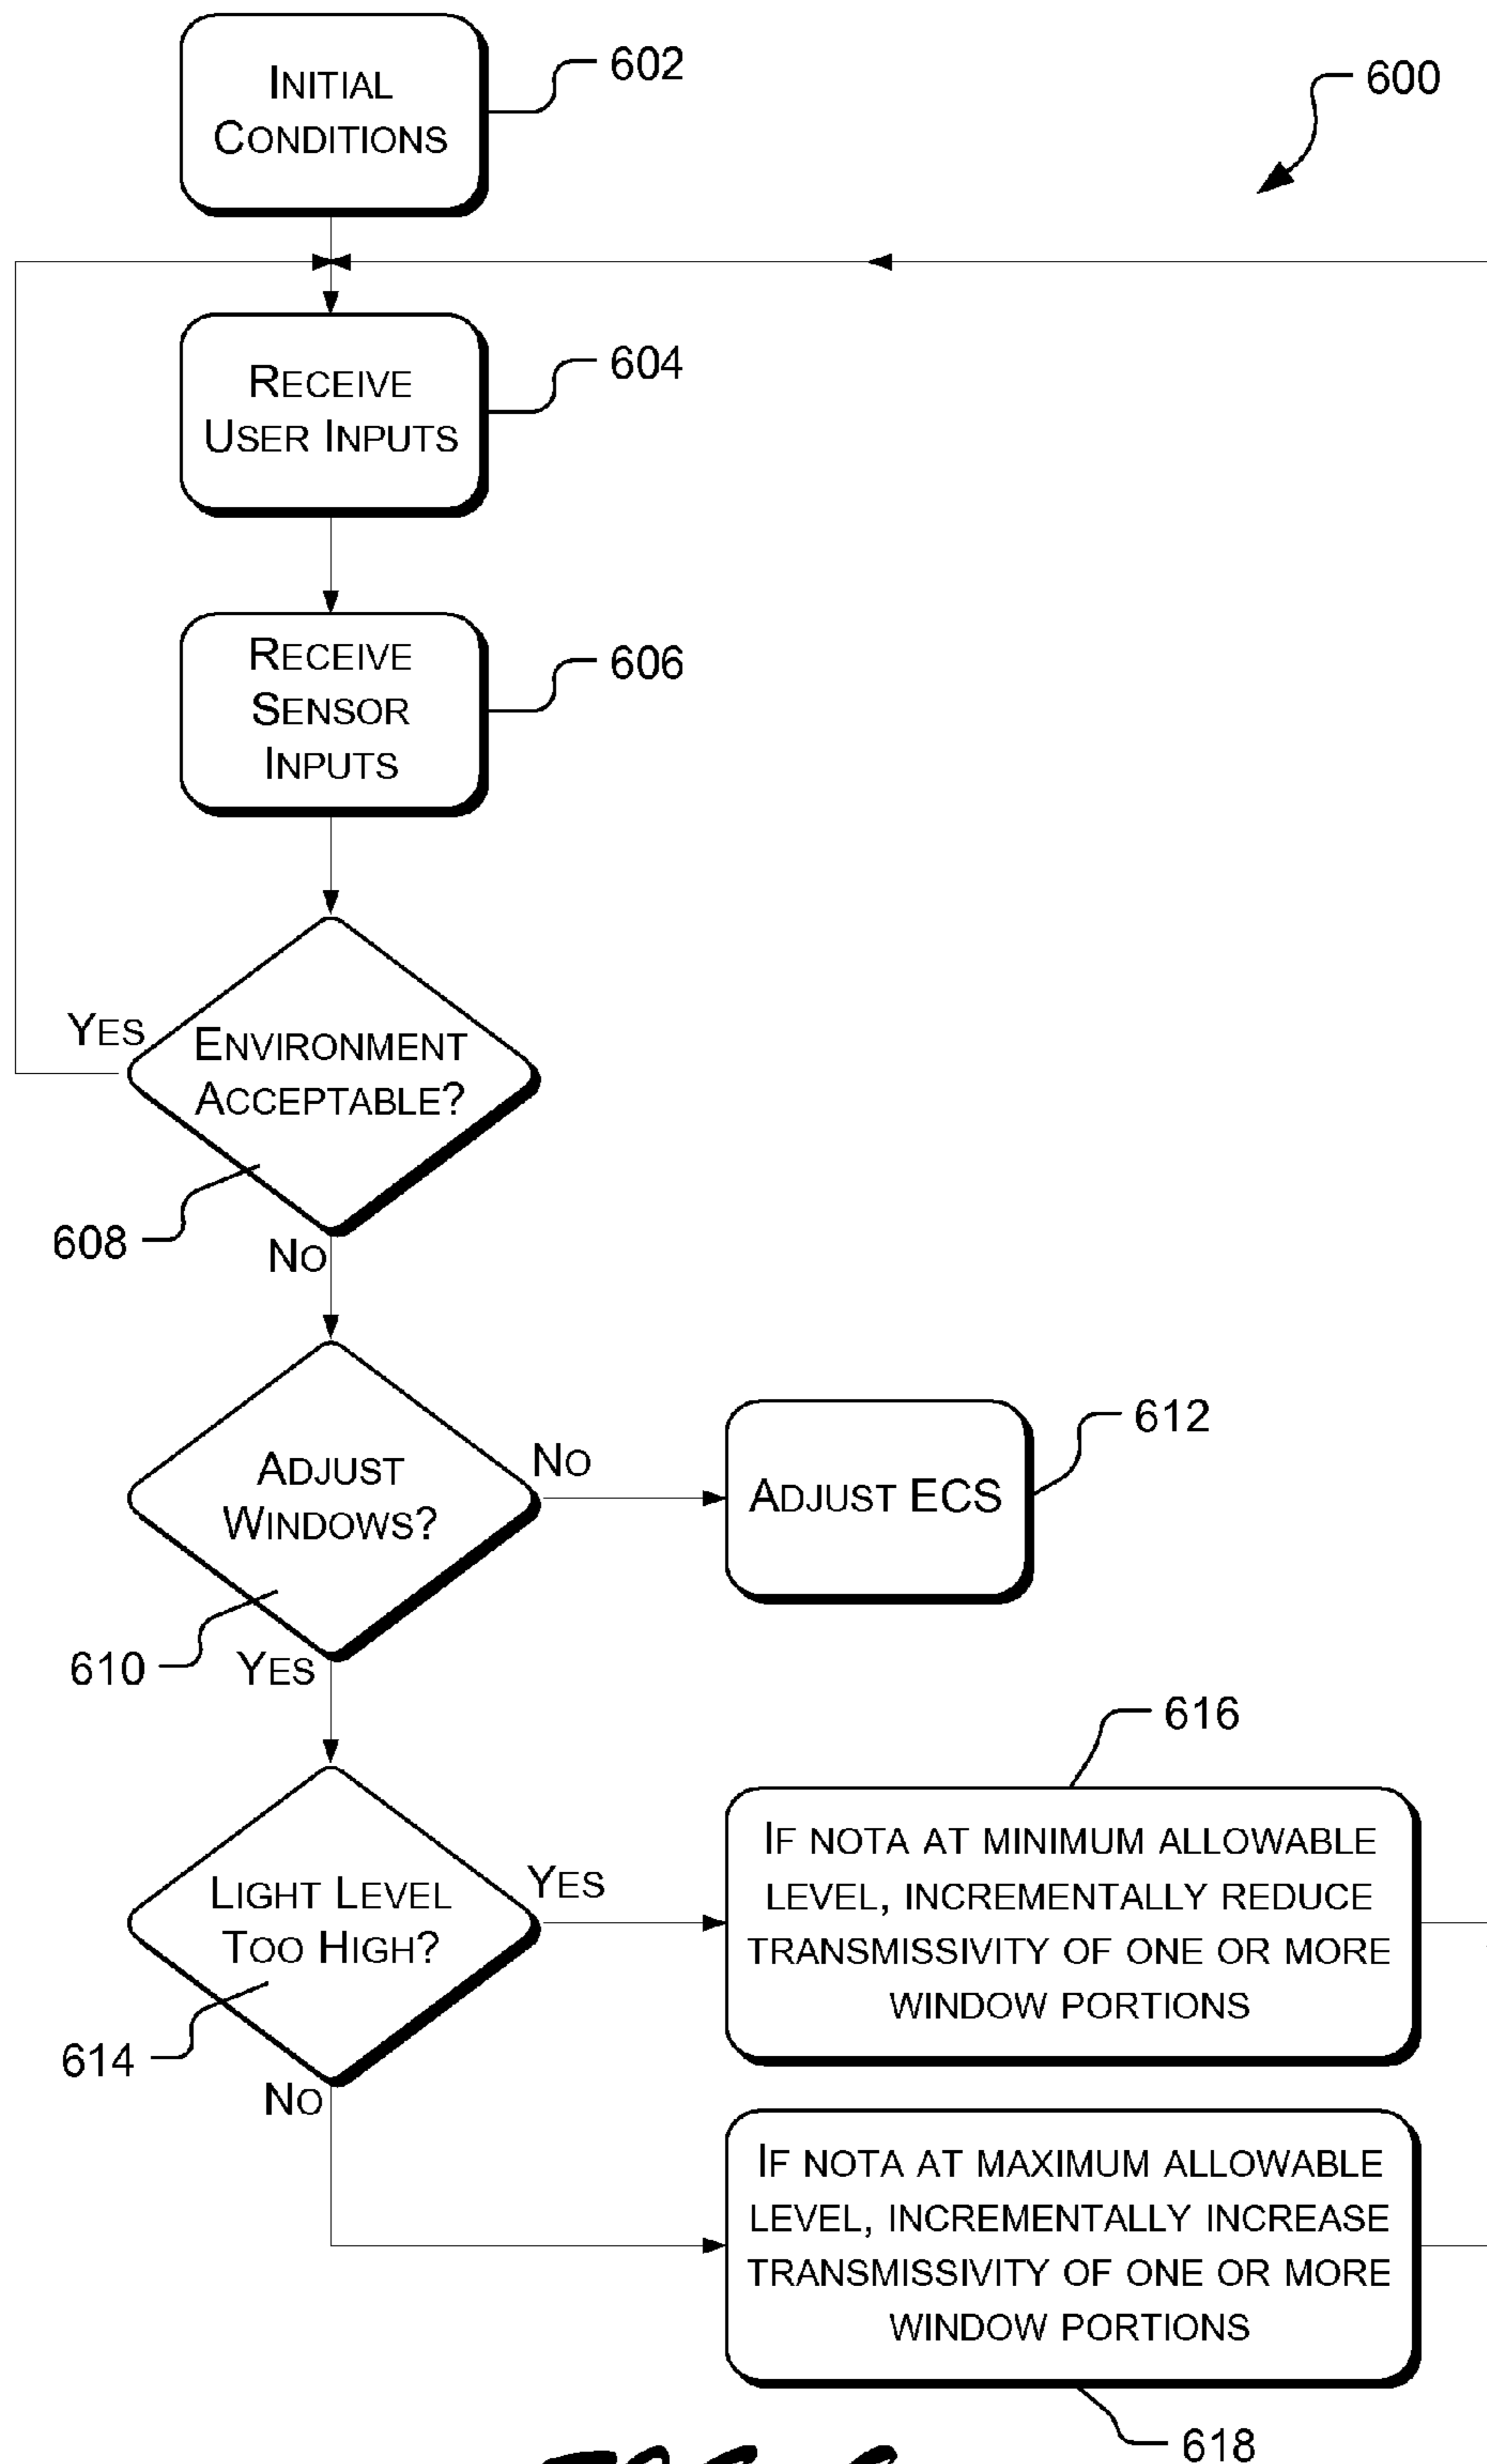 INITIAL
CONDITIONS
602
600
RECEIVE
USER INPUTS
604
RECEIVE
SENSOR
INPUTS
606
YES
ENVIRONMENT
ACCEPTABLE?
608
NO
ADJUST
WINDOWS?
NO
ADJUST ECS
612
610
YES
616
LIGHT LEVEL
TOO HIGH?
YES
IF NOTA AT MINIMUM ALLOWABLE
LEVEL, INCREMENTALLY REDUCE
TRANSMISSIVITY OF ONE OR MORE
WINDOW PORTIONS
614
NO
IF NOTA AT MAXIMUM ALLOWABLE
LEVEL, INCREMENTALLY INCREASE
TRANSMISSIVITY OF ONE OR MORE
WINDOW PORTIONS
618